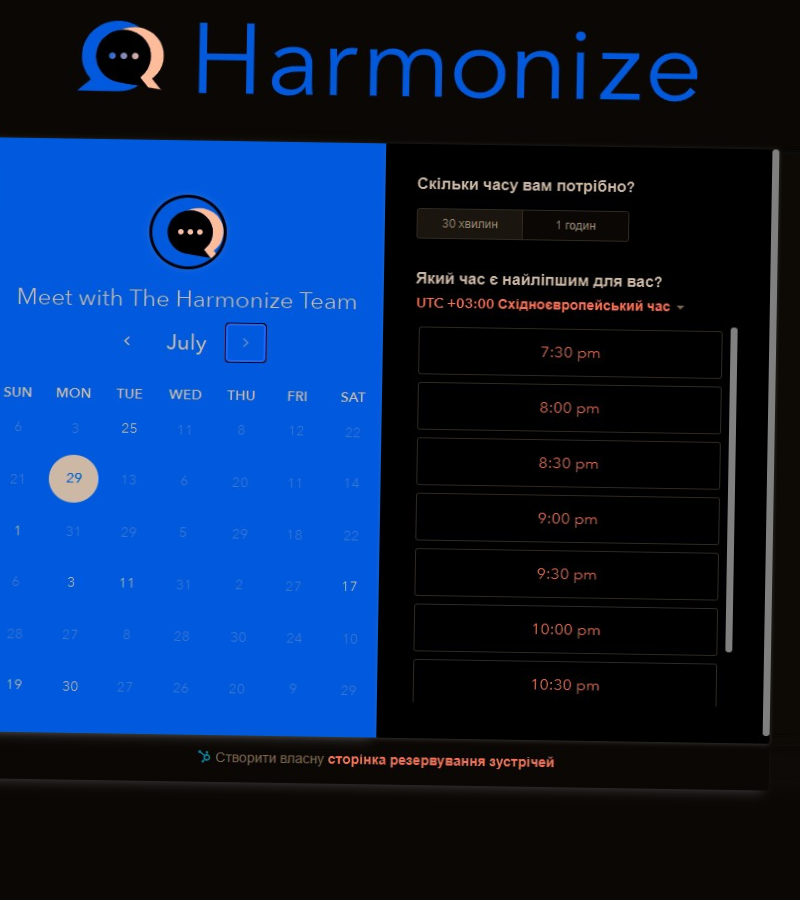 Harmonize
Meet with The Harmonize Team
July
SUN MON TUE WED THU FRI SAT
6 3 25 11 8 12 22
21 29 13 6 20 11 14
1 31 29 5 29 18 22
6 3 11 31 2 27 17
28 27 8 28 30 24 10
19 30 27 26 20 9 29
Скільки часу вам потрібно?
30 хвилин 1 годин
Який час є найліпшим для вас?
UTC +03:00 Східноєвропейський час
7:30 pm
8:00 pm
8:30 pm
9:00 pm
9:30 pm
10:00 pm
10:30 pm
Створити власну сторінка резервування зустрічей